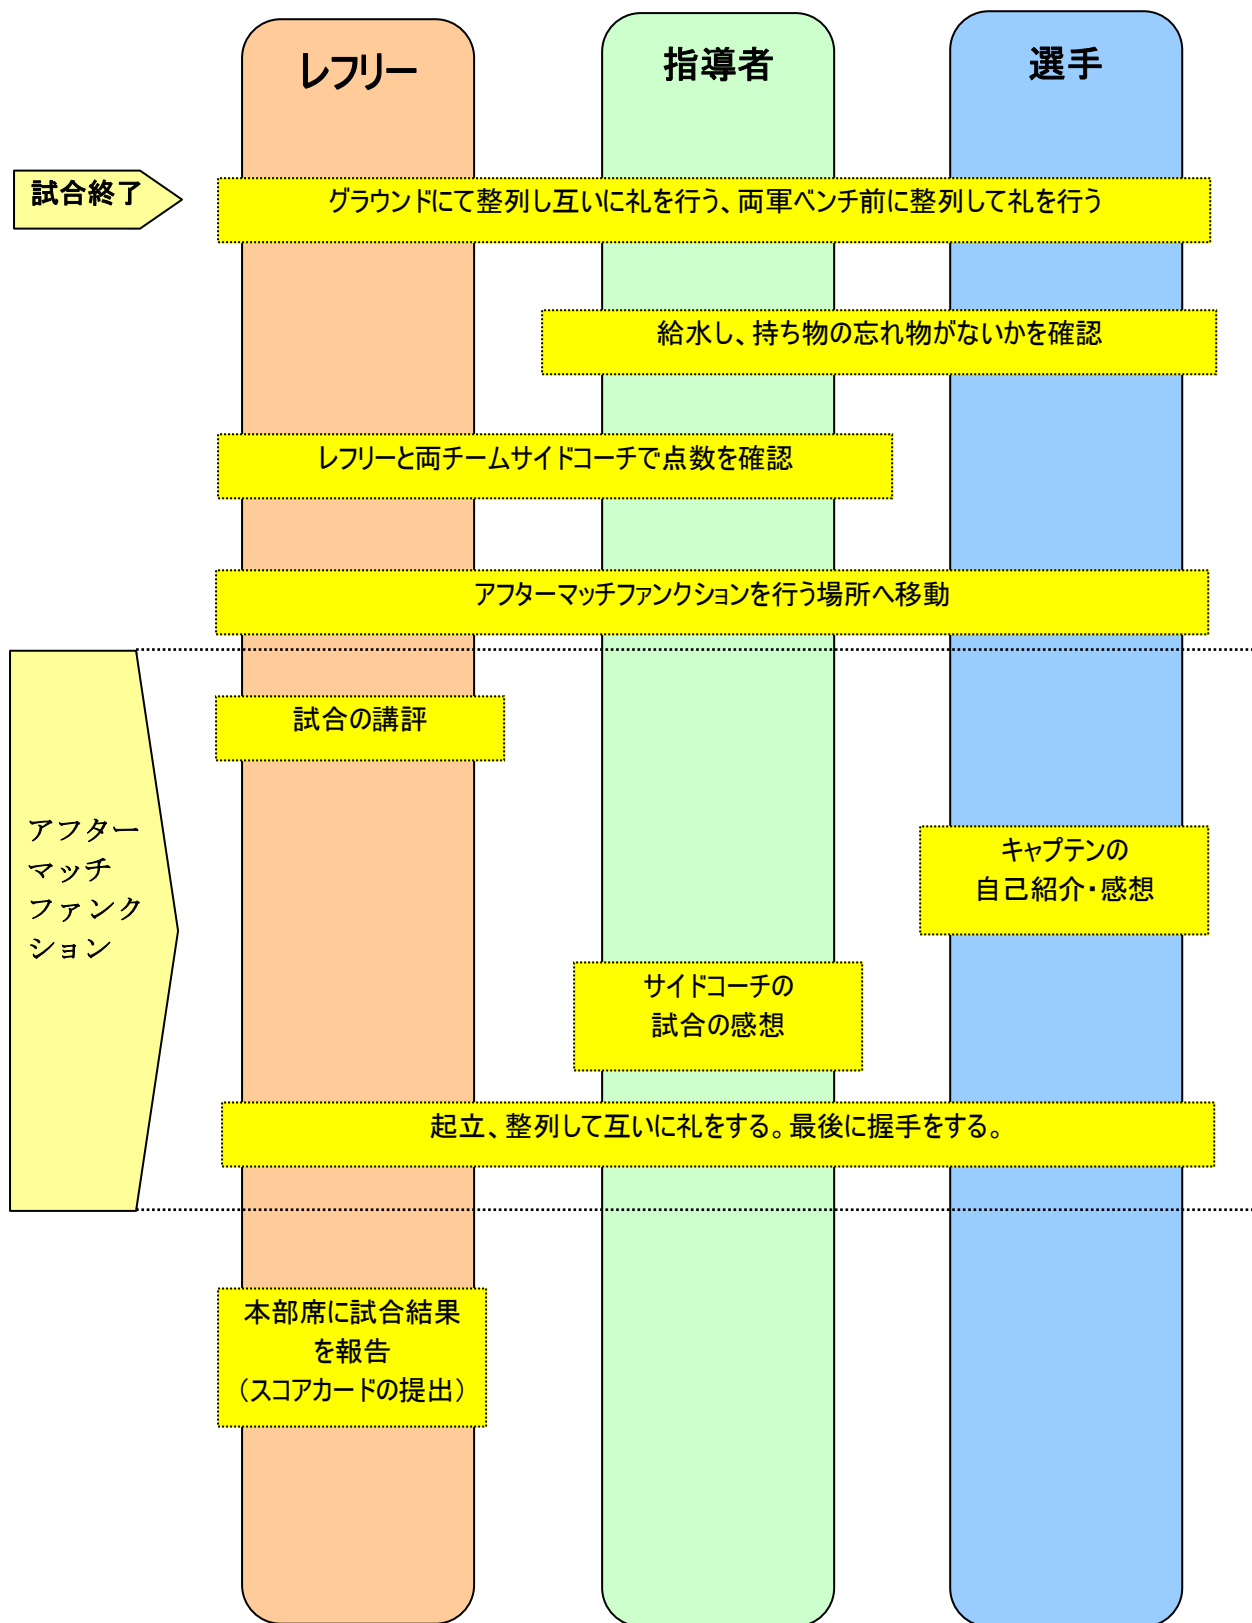 レフリー
指導者
選手
試合終了
グラウンドにて整列し互いに礼を行う、両軍ベンチ前に整列して礼を行う
給水し、持ち物の忘れ物がないかを確認
レフリーと両チームサイドコーチで点数を確認
アフターマッチファンクションを行う場所へ移動
試合の講評
アフター
マッチ
ファンク
ション
キャプテンの
自己紹介・感想
サイドコーチの
試合の感想
起立、整列して互いに礼をする。最後に握手をする。
本部席に試合結果
を報告
（スコアカードの提出）